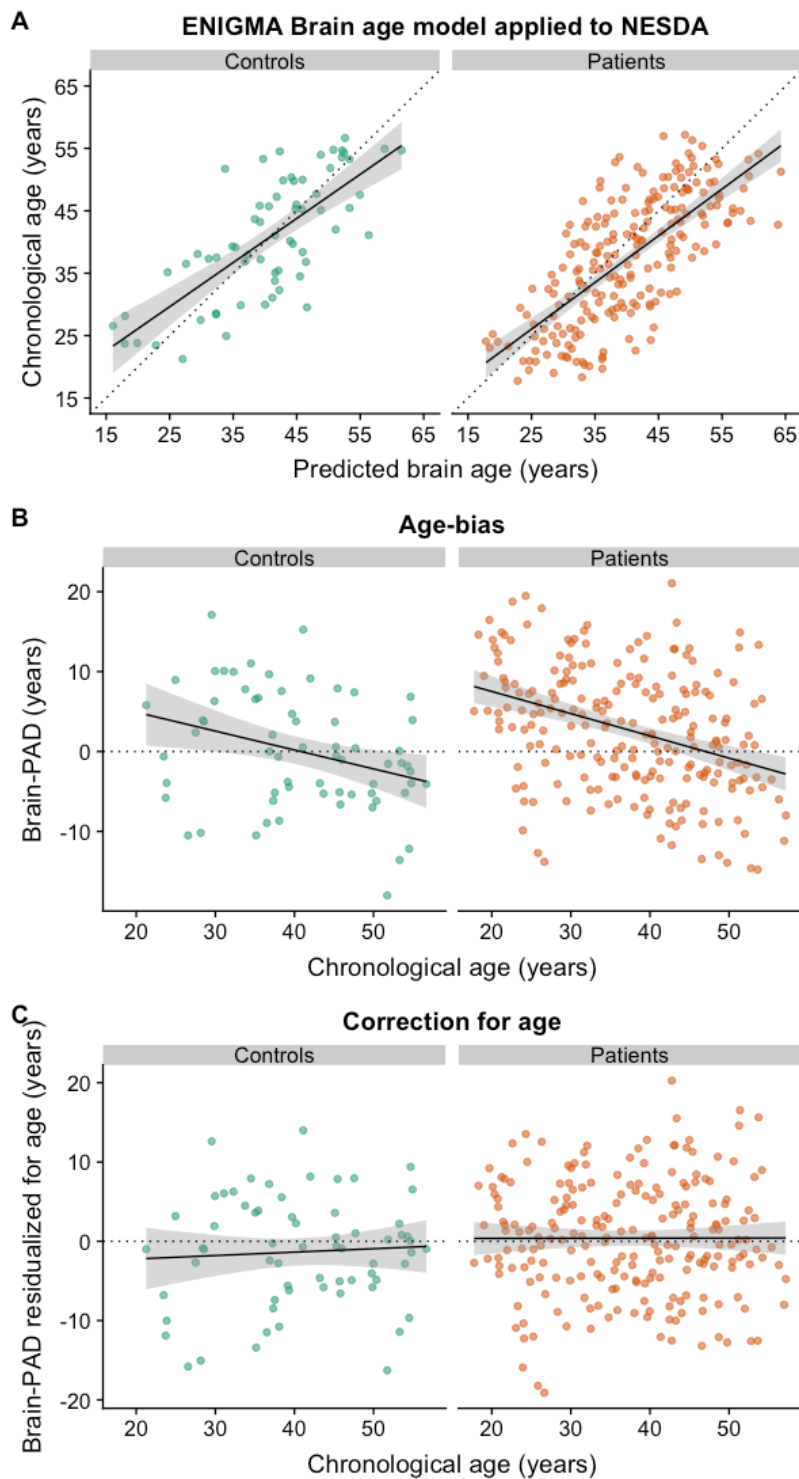 A
ENIGMA Brain age model applied to NESDA
Controls
Patients
Chronological age (years)
65
55
45
35
25
15
15 25 35 45 55 65
15 25 35 45 55 65
Predicted brain age (years)
B
Age-bias
Controls
Patients
Brain-PAD (years)
20
10
0
-10
20 30 40 50
20 30 40 50
Chronological age (years)
C
Correction for age
Controls
Patients
Brain-PAD residualized for age (years)
20
10
0
-10
-20
20 30 40 50
20 30 40 50
Chronological age (years)